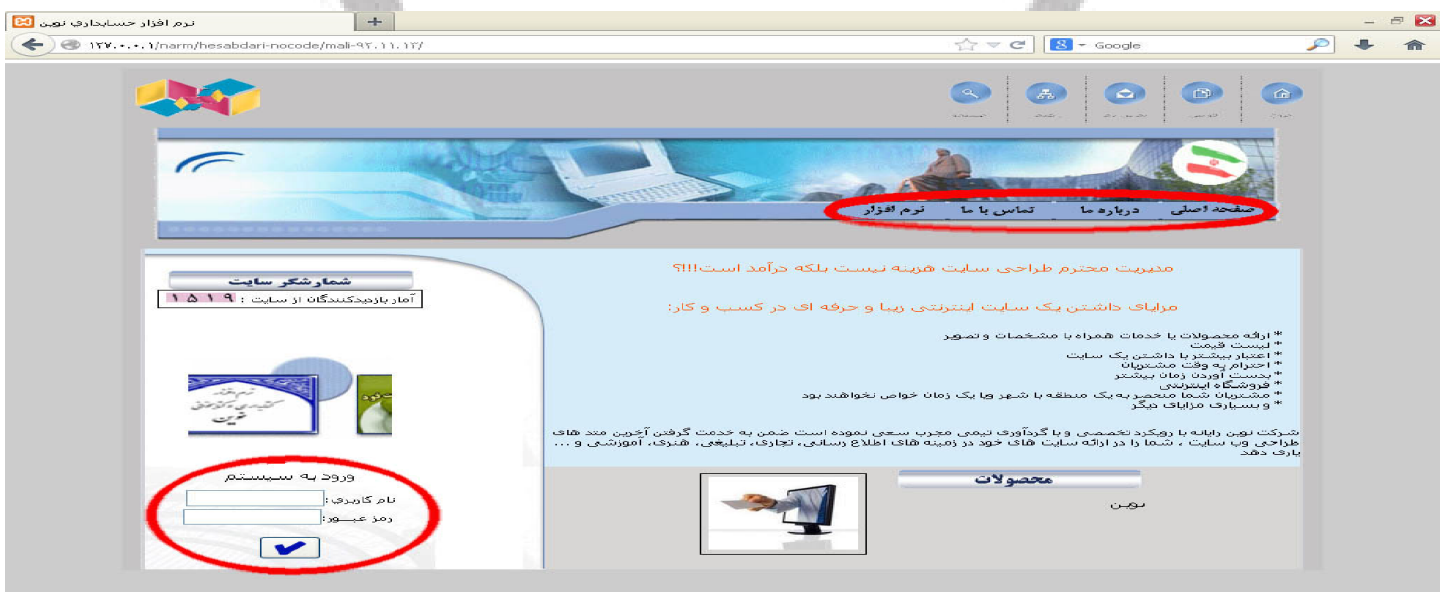 نرم افزار حسابداری نوین
۱۲۷.۰.۰.۱/narm/hesabdari-nocode/mali-۹۲.۱۱.۱۲/
Google
صفحه اصلی درباره ما تماس با ما نرم افزار
مدیریت محترم طراحی سایت هزینه نیست بلکه درآمد است!!!؟
مزایای داشتن یک سایت اینترنتی زیبا و حرفه ای در کسب و کار:
* ارائه محصولات یا خدمات همراه با مشخصات و تصویر
* لیست قیمت
* اعتبار بیشتر با داشتن یک سایت
* احترام به وقت مشتریان
* بدست آوردن زمان بیشتر
* فروشگاه اینترنتی
* مشتریان شما منحصر به یک منطقه با شهر ویا یک زمان خواص نخواهند بود
* و بسیاری مزایای دیگر
شرکت نوین رایانه با رویکرد تخصصی و با گردآوری تیمی مجرب سعی نموده است ضمن به خدمت گرفتن آخرین متد های
طراحی وب سایت ، شما را در ارائه سایت های خود در زمینه های اطلاع رسانی، تجاری، تبلیغی، هنری، آموزشی و ...
یاری دهد
محصولات
نوین
شمارشگر سایت
آمار بازدیدکنندگان از سایت : ۱۵۱۹
نرم افزار
نوین
ورود به سیستم
نام کاربری:
رمز عبور: